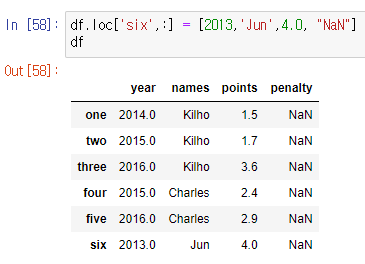 In [58]: df.loc['six',:] = [2013,'Jun',4.0, "NaN"]
df
Out[58]:
year names points penalty
one 2014.0 Kilho 1.5 NaN
two 2015.0 Kilho 1.7 NaN
three 2016.0 Kilho 3.6 NaN
four 2015.0 Charles 2.4 NaN
five 2016.0 Charles 2.9 NaN
six 2013.0 Jun 4.0 NaN